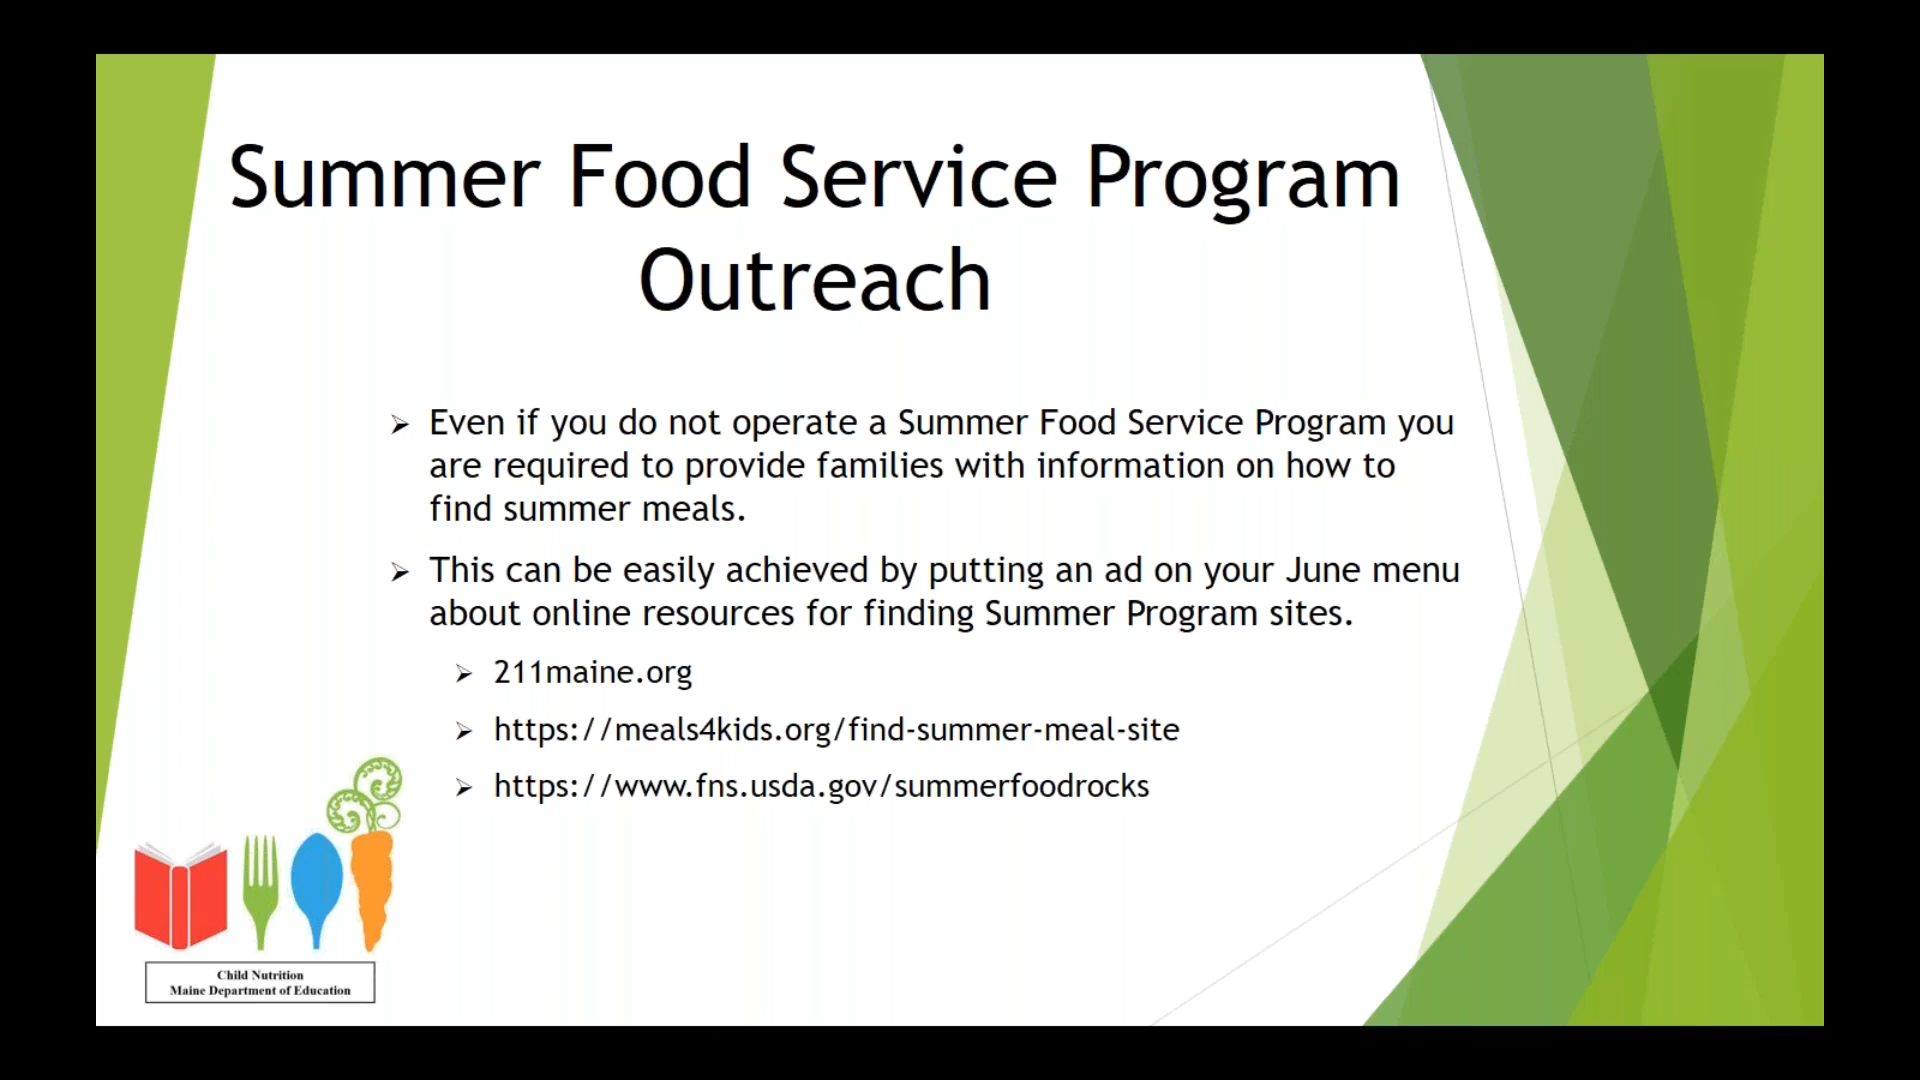 Summer Food Service Program
Outreach
➢ Even if you do not operate a Summer Food Service Program you
are required to provide families with information on how to
find summer meals.
➢ This can be easily achieved by putting an ad on your June menu
about online resources for finding Summer Program sites.
➢ 211maine.org
➢ https://meals4kids.org/find-summer-meal-site
➢ https://www.fns.usda.gov/summerfoodrocks
Child Nutrition
Maine Department of Education